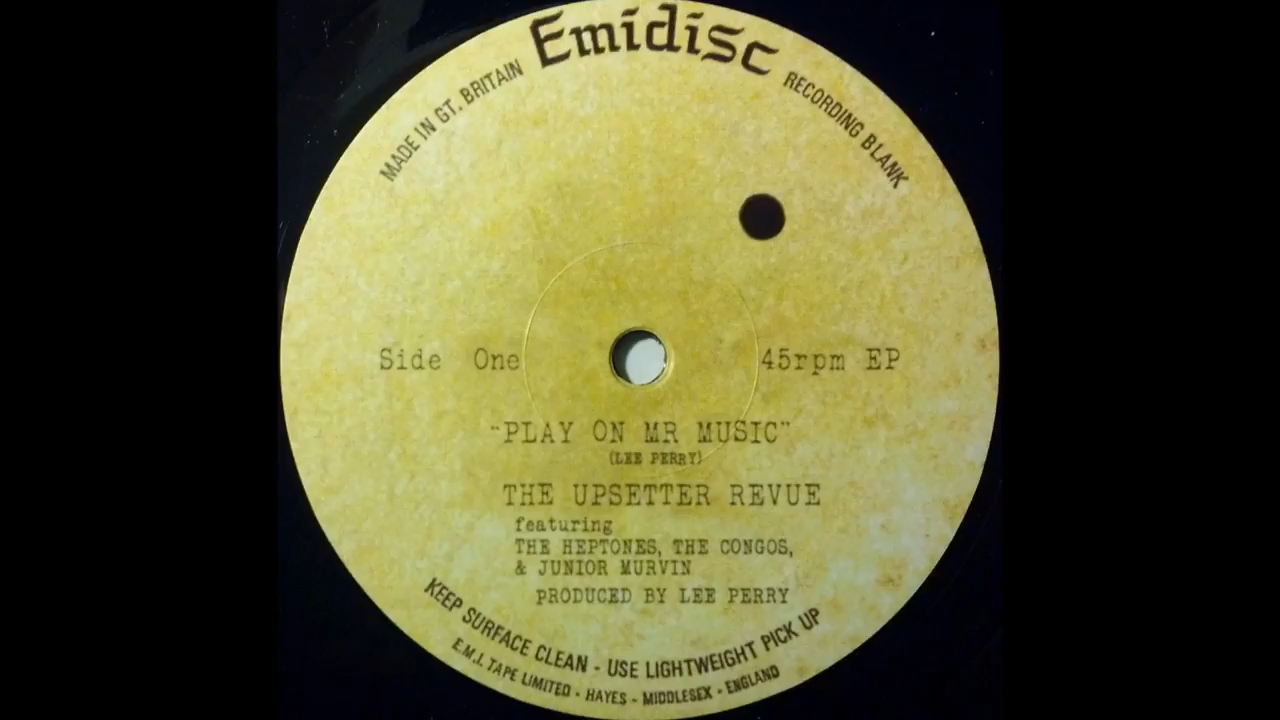 Emidisc
MADE IN GT. BRITAIN
RECORDING BLANK
Side One
45rpm EP
"PLAY ON MR MUSIC"
(LEE PERRY)
THE UPSETTER REVUE
featuring
THE HEPTONES, THE CONGOS,
& JUNIOR MURVIN
PRODUCED BY LEE PERRY
KEEP SURFACE CLEAN - USE LIGHTWEIGHT PICK UP
E.M.I. TAPE LIMITED - HAYES - MIDDLESEX - ENGLAND